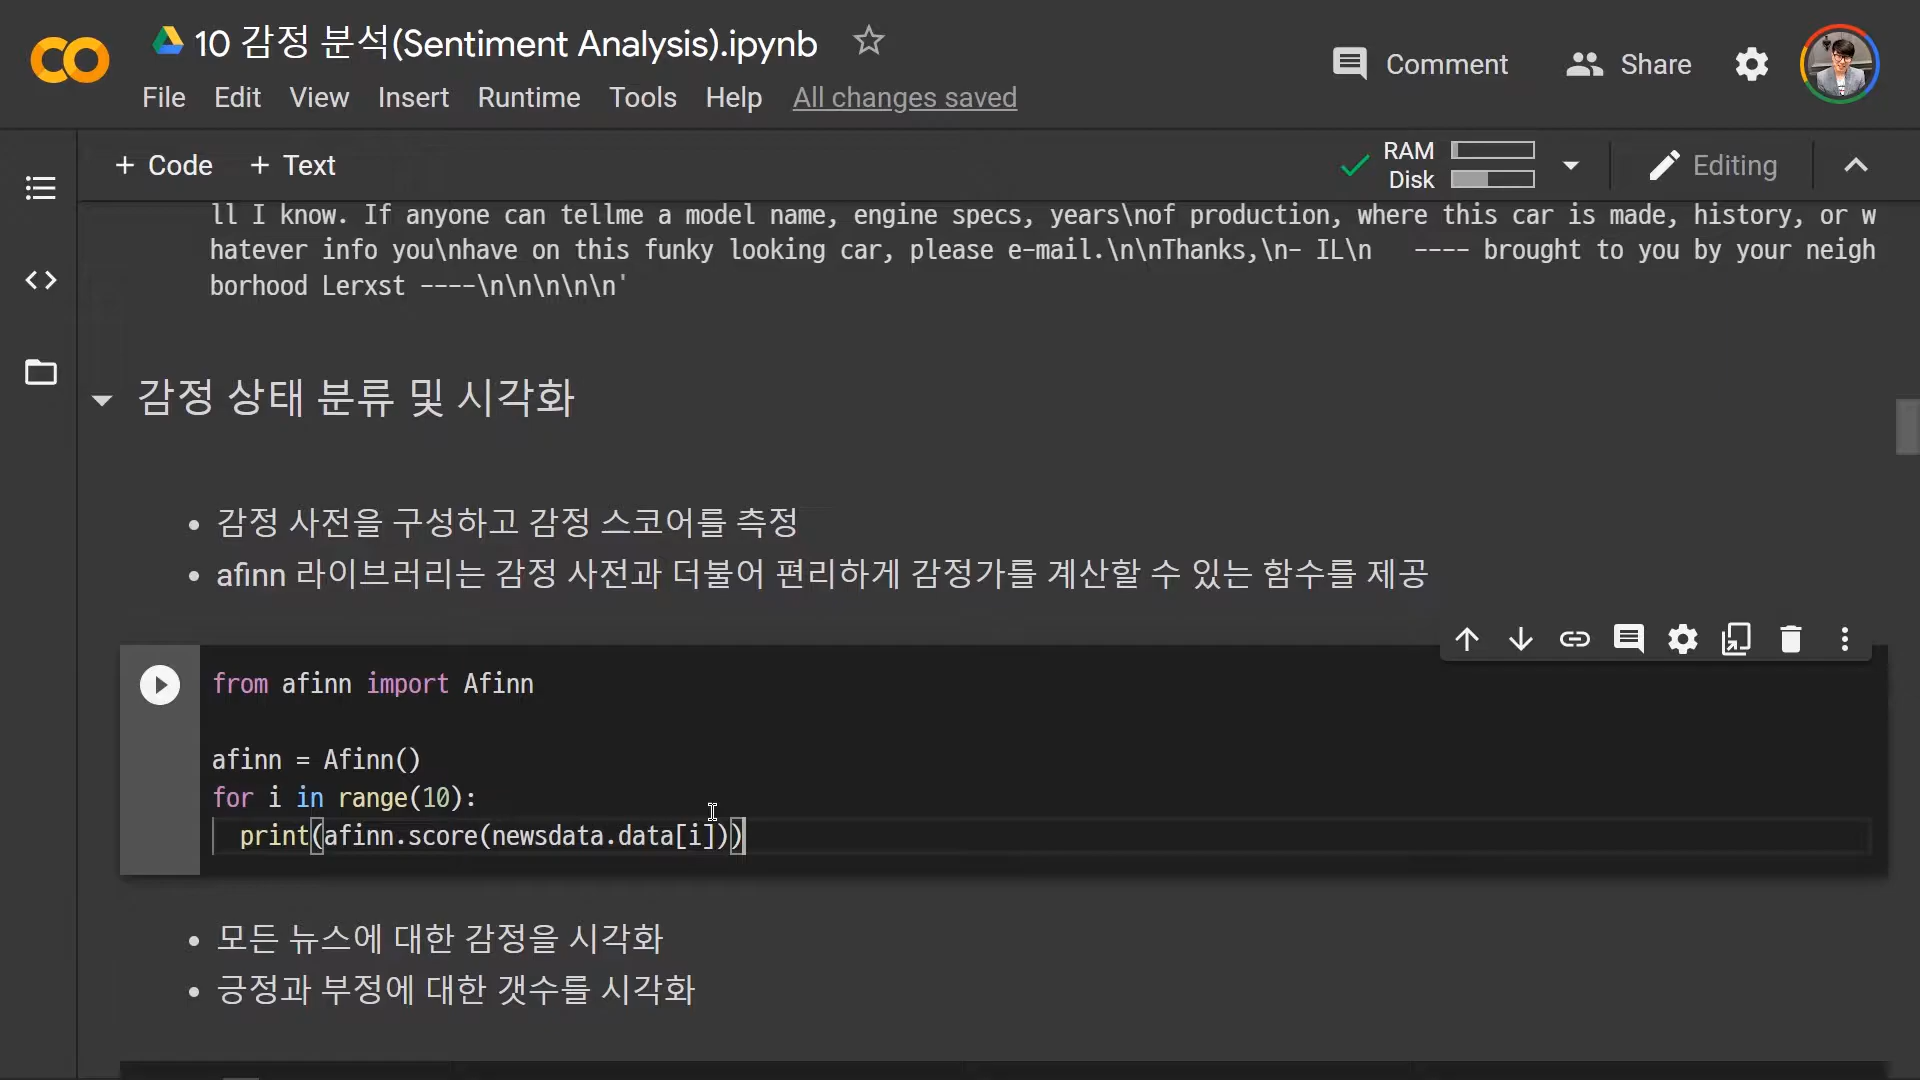 10 감정 분석(Sentiment Analysis).ipynb
Comment
Share
File Edit View Insert Runtime Tools Help All changes saved
+ Code + Text
RAM
Disk
Editing
ll I know. If anyone can tellme a model name, engine specs, years\nof production, where this car is made, history, or w
hatever info you\nhave on this funky looking car, please e-mail.\n\nThanks,\n- IL\n   ---- brought to you by your neigh
borhood Lerxst ----\n\n\n\n\n'
감정 상태 분류 및 시각화
• 감정 사전을 구성하고 감정 스코어를 측정
• afinn 라이브러리는 감정 사전과 더불어 편리하게 감정가를 계산할 수 있는 함수를 제공
from afinn import Afinn
afinn = Afinn()
for i in range(10):
  print(afinn.score(newsdata.data[i]))
• 모든 뉴스에 대한 감정을 시각화
• 긍정과 부정에 대한 갯수를 시각화